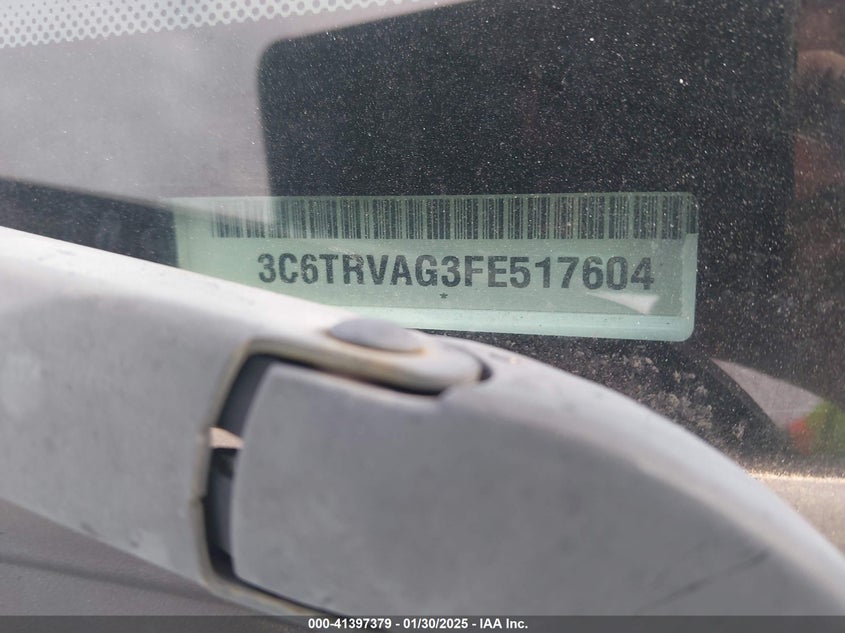 3C6TRVAG3FE517604
*
000-41397379 / 01/30/2025 - IAA Inc.